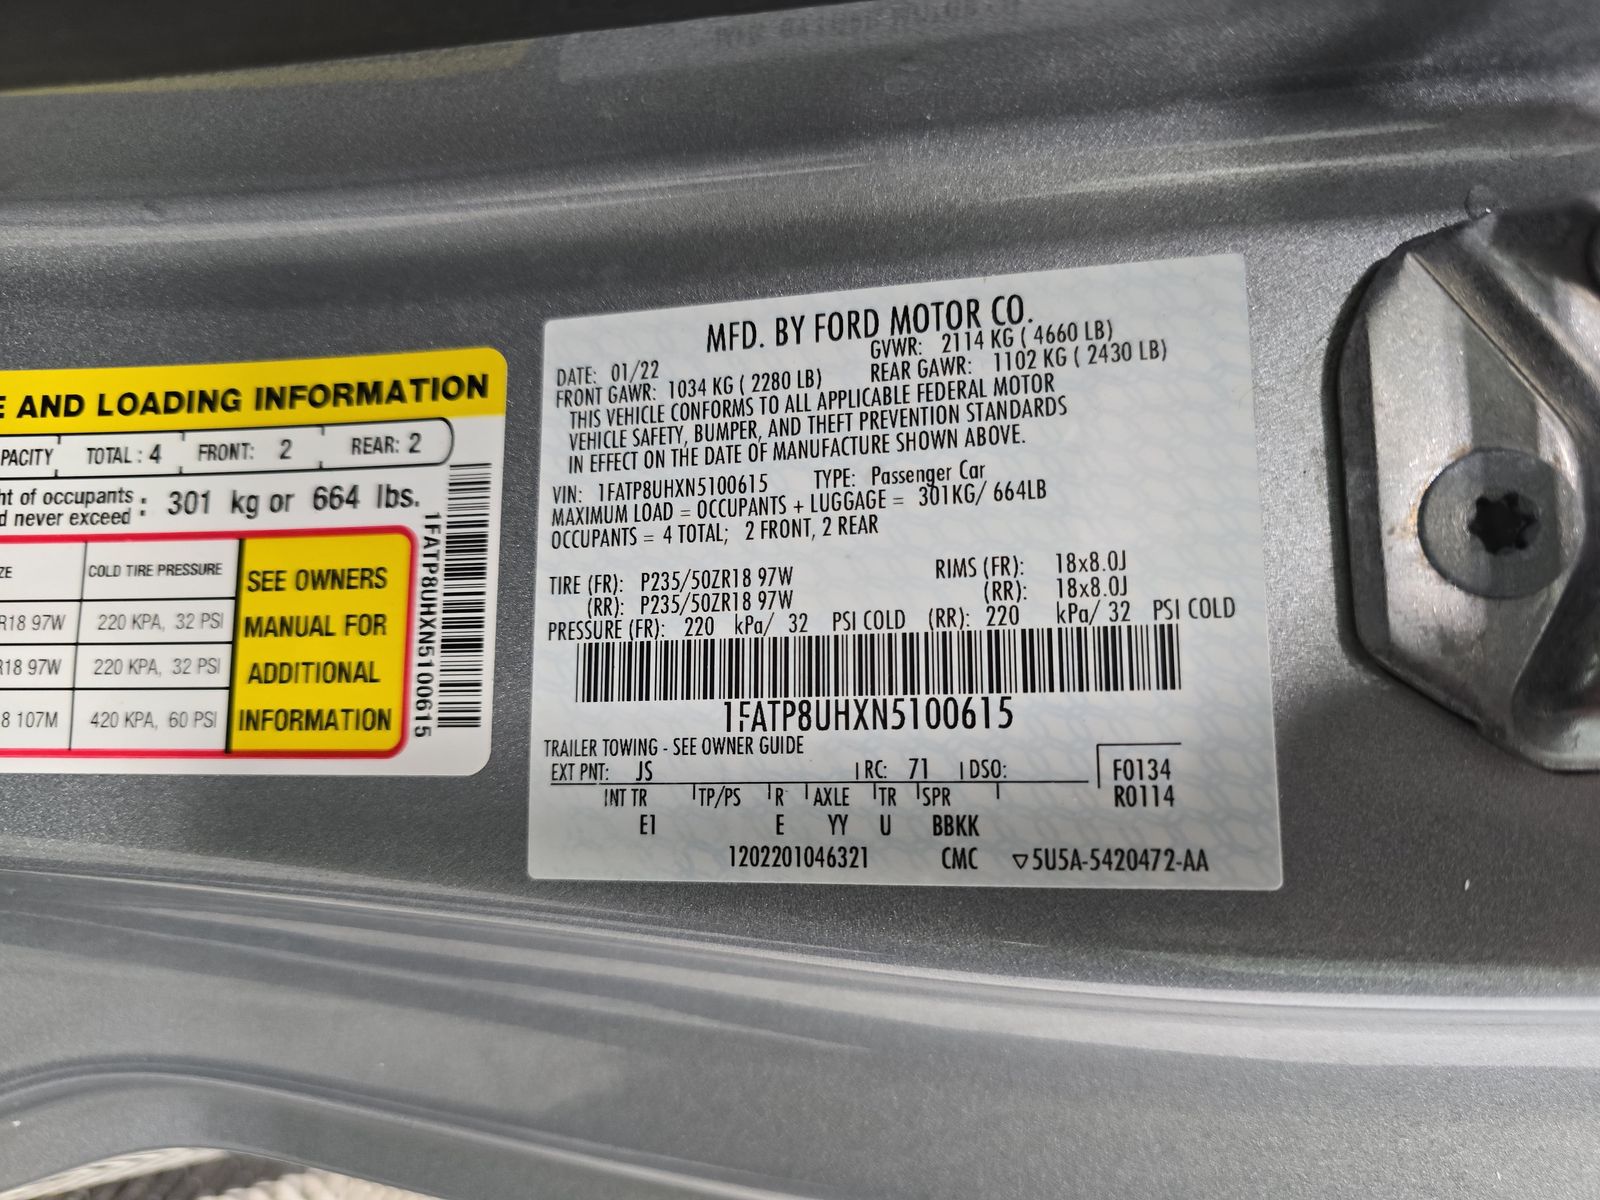 E AND LOADING INFORMATION
PACITY TOTAL : 4 FRONT: 2 REAR: 2
ht of occupants : 301 kg or 664 lbs.
d never exceed :
ZE COLD TIRE PRESSURE
R18 97W 220 KPA, 32 PSI
R18 97W 220 KPA, 32 PSI
8 107M 420 KPA, 60 PSI
SEE OWNERS
MANUAL FOR
ADDITIONAL
INFORMATION
1FATP8UHXN5100615
MFD. BY FORD MOTOR CO.
DATE: 01/22 GVWR: 2114 KG ( 4660 LB)
FRONT GAWR: 1034 KG ( 2280 LB) REAR GAWR: 1102 KG ( 2430 LB)
THIS VEHICLE CONFORMS TO ALL APPLICABLE FEDERAL MOTOR
VEHICLE SAFETY, BUMPER, AND THEFT PREVENTION STANDARDS
IN EFFECT ON THE DATE OF MANUFACTURE SHOWN ABOVE.
VIN: 1FATP8UHXN5100615 TYPE: Passenger Car
MAXIMUM LOAD = OCCUPANTS + LUGGAGE = 301KG/ 664LB
OCCUPANTS = 4 TOTAL; 2 FRONT, 2 REAR
TIRE (FR): P235/50ZR18 97W RIMS (FR): 18x8.0J
(RR): P235/50ZR18 97W (RR): 18x8.0J
PRESSURE (FR): 220 kPa/ 32 PSI COLD (RR): 220 kPa/ 32 PSI COLD
1FATP8UHXN5100615
TRAILER TOWING - SEE OWNER GUIDE
EXT PNT: JS RC: 71 DSO: F0134
INT TR TP/PS R AXLE TR SPR R0114
E1 E YY U BBKK
1202201046321 CMC ▽5U5A-5420472-AA